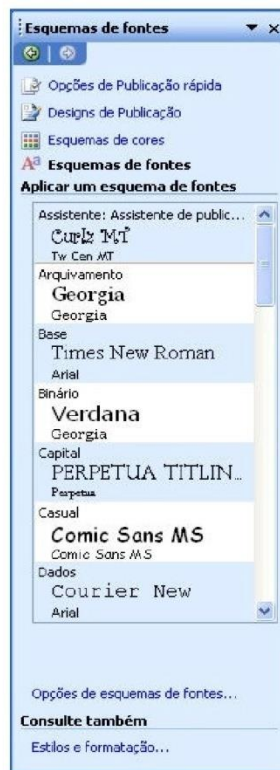 Esquemas de fontes
Opções de Publicação rápida
Designs de Publicação
Esquemas de cores
Esquemas de fontes
Aplicar um esquema de fontes
Assistente: Assistente de public...
Curlz MT
Tw Cen MT
Arquivamento
Georgia
Georgia
Base
Times New Roman
Arial
Binário
Verdana
Georgia
Capital
PERPETUA TITLIN...
Perpetua
Casual
Comic Sans MS
Comic Sans MS
Dados
Courier New
Arial
Opções de esquemas de fontes...
Consulte também
Estilos e formatação...